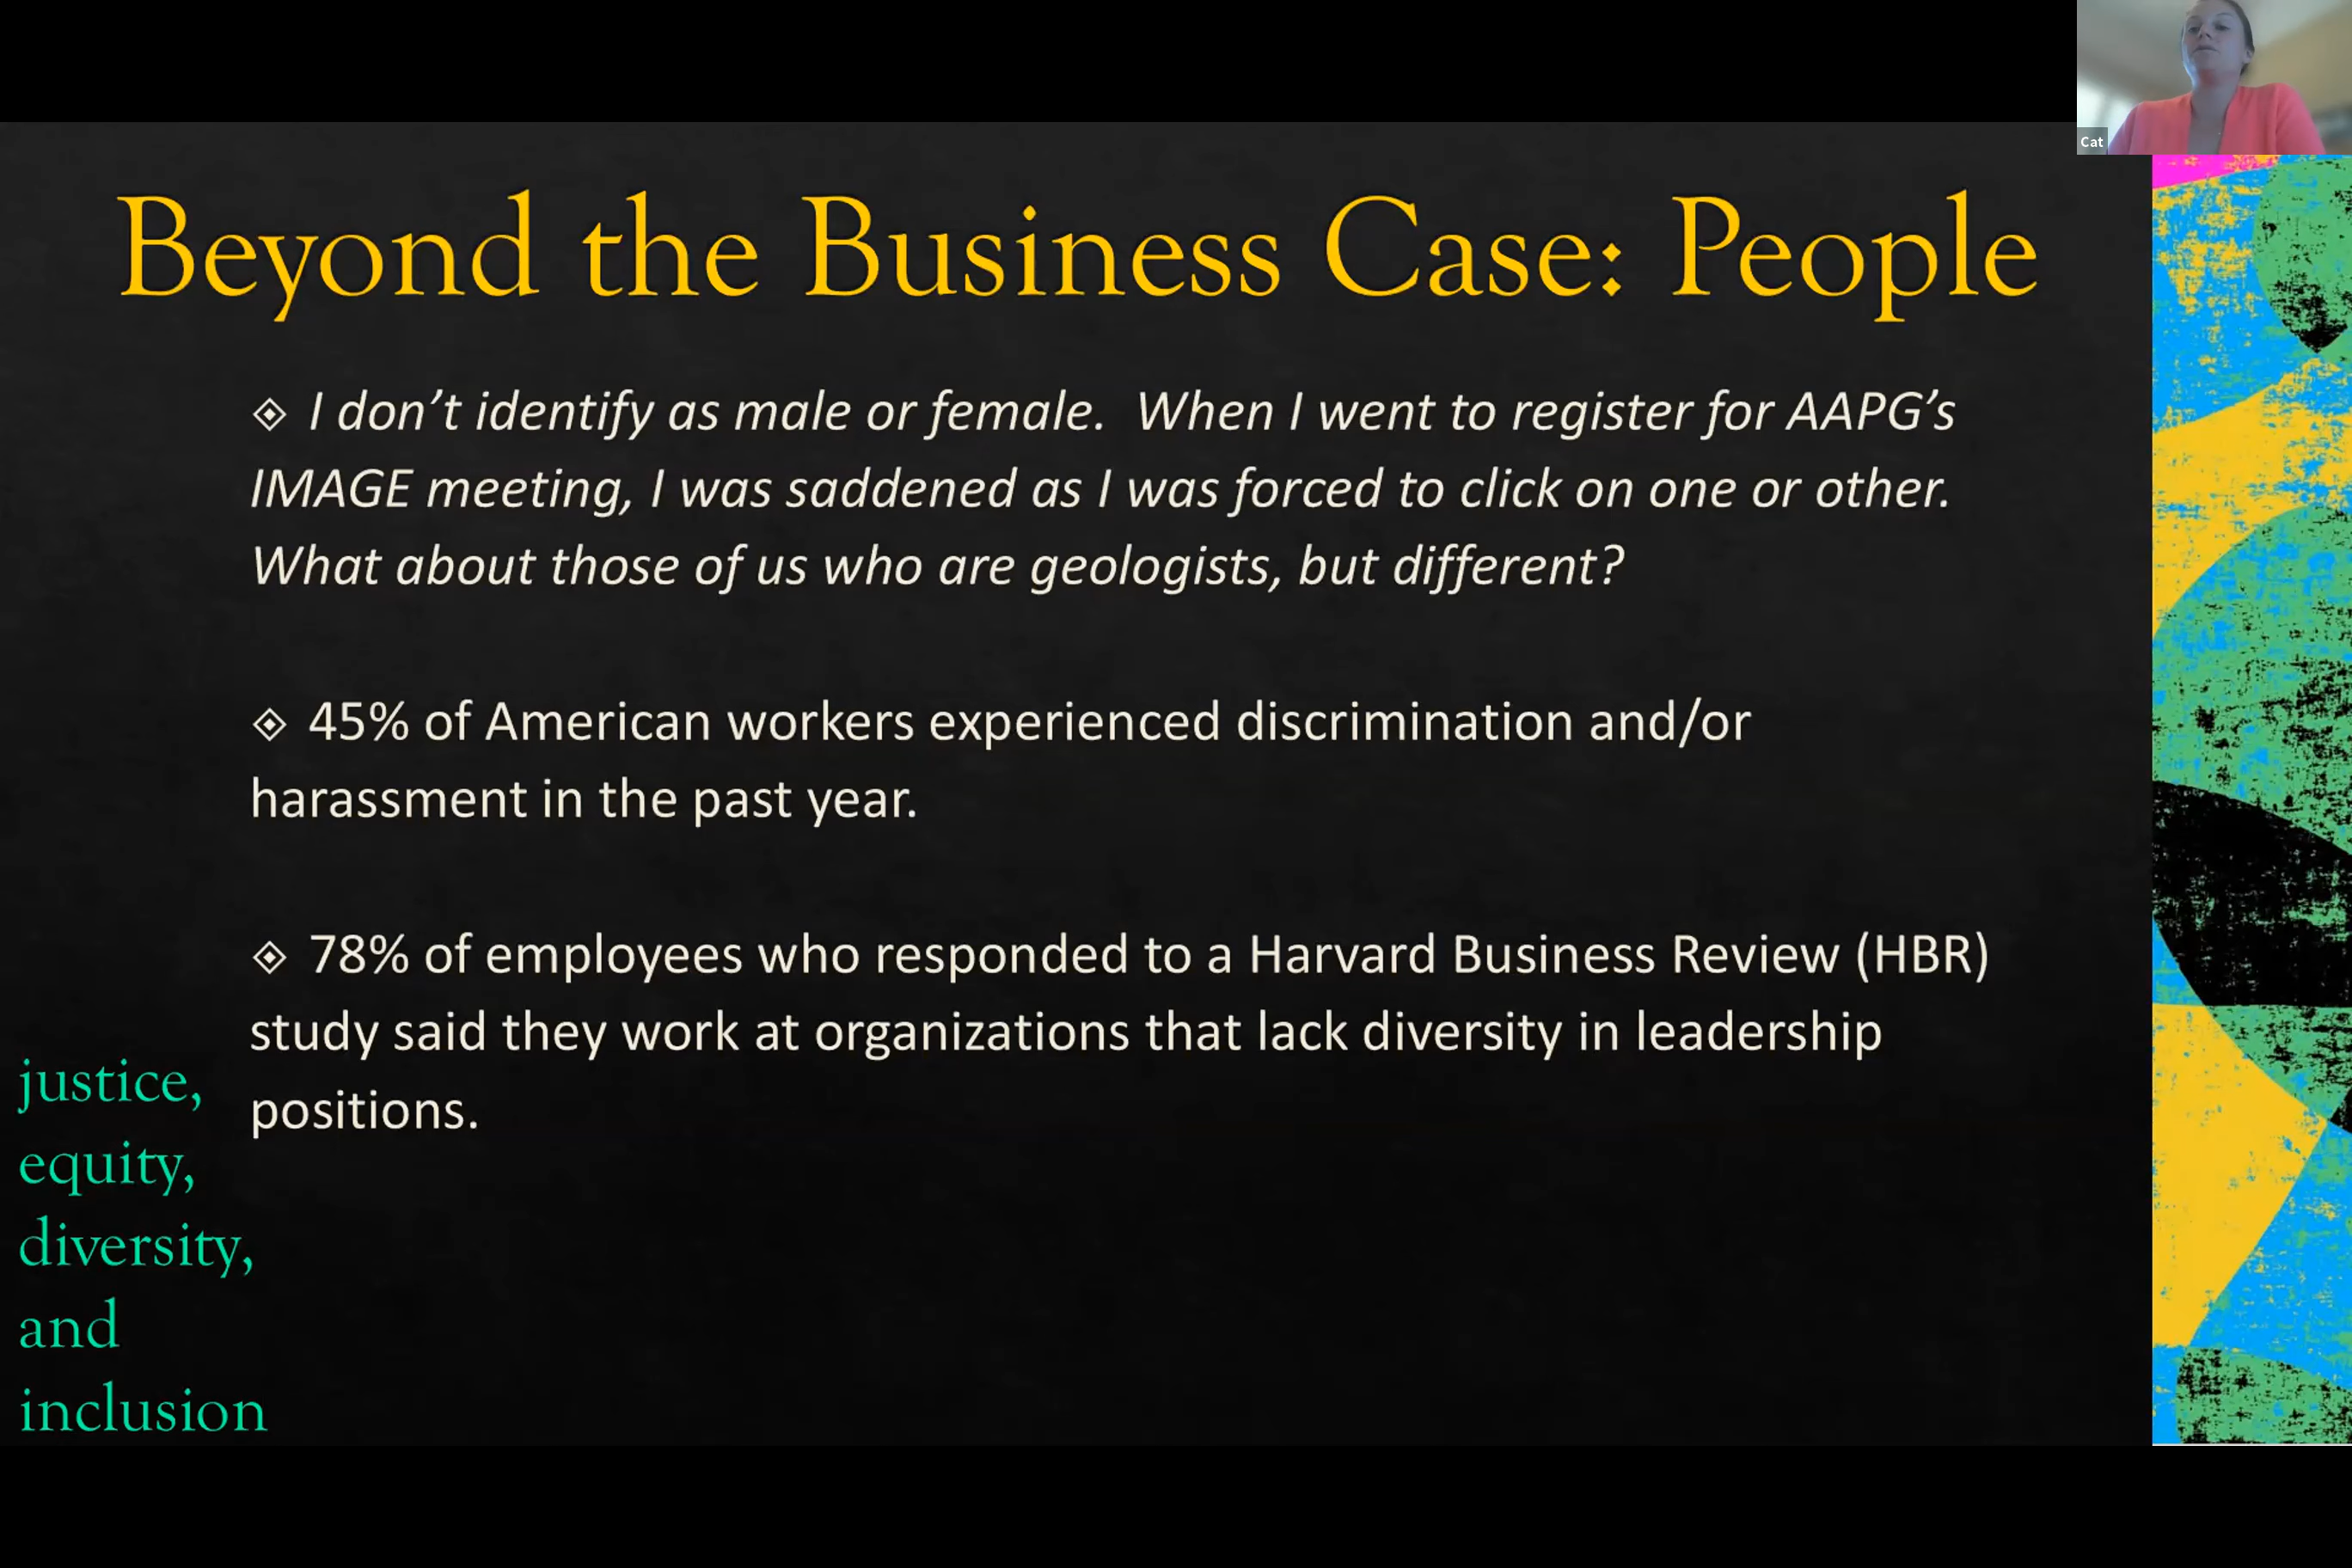 Cat
Beyond the Business Case: People
◈ I don’t identify as male or female.  When I went to register for AAPG’s
IMAGE meeting, I was saddened as I was forced to click on one or other.
What about those of us who are geologists, but different?
◈ 45% of American workers experienced discrimination and/or
harassment in the past year.
◈ 78% of employees who responded to a Harvard Business Review (HBR)
study said they work at organizations that lack diversity in leadership
positions.
justice,
equity,
diversity,
and
inclusion